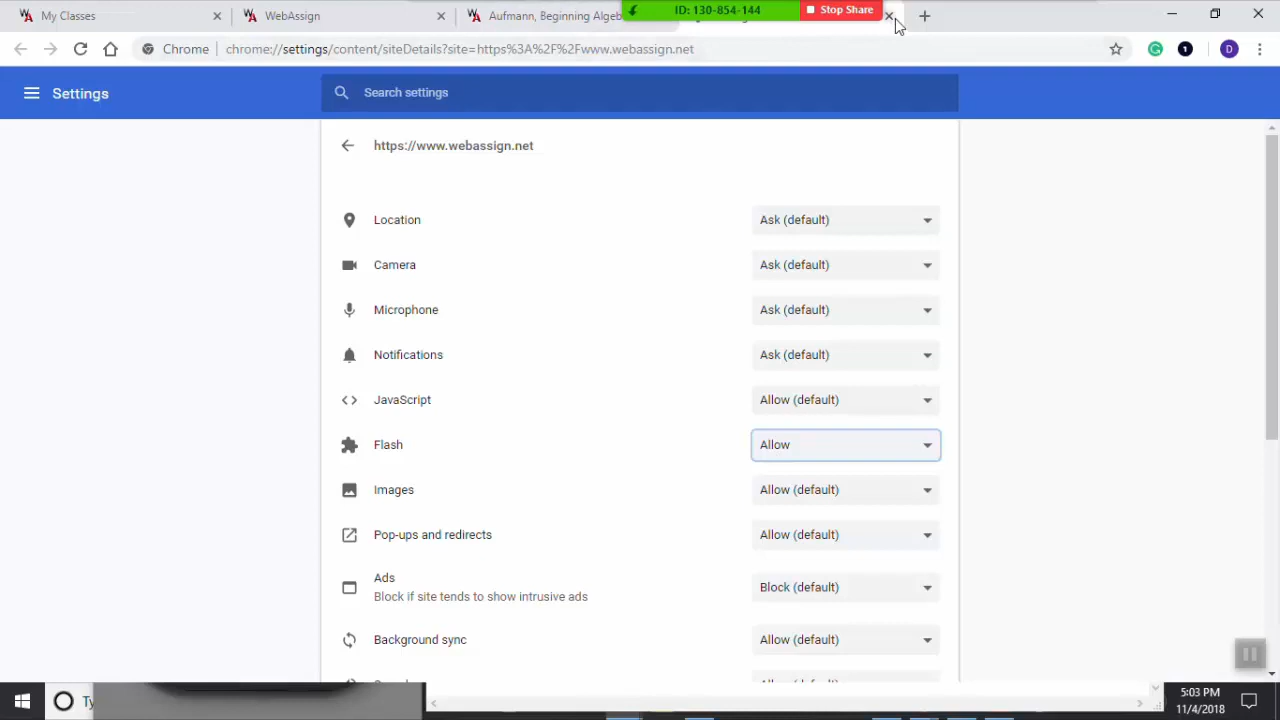 My Classes
WebAssign
Aufmann, Beginning Algeb
ID: 130-854-144
Stop Share
Chrome
chrome://settings/content/siteDetails?site=https%3A%2F%2Fwww.webassign.net
1
D
Settings
Search settings
https://www.webassign.net
Location Ask (default)
Camera Ask (default)
Microphone Ask (default)
Notifications Ask (default)
JavaScript Allow (default)
Flash Allow
Images Allow (default)
Pop-ups and redirects Allow (default)
Ads
Block if site tends to show intrusive ads
Block (default)
Background sync Allow (default)
Ty
5:03 PM
11/4/2018